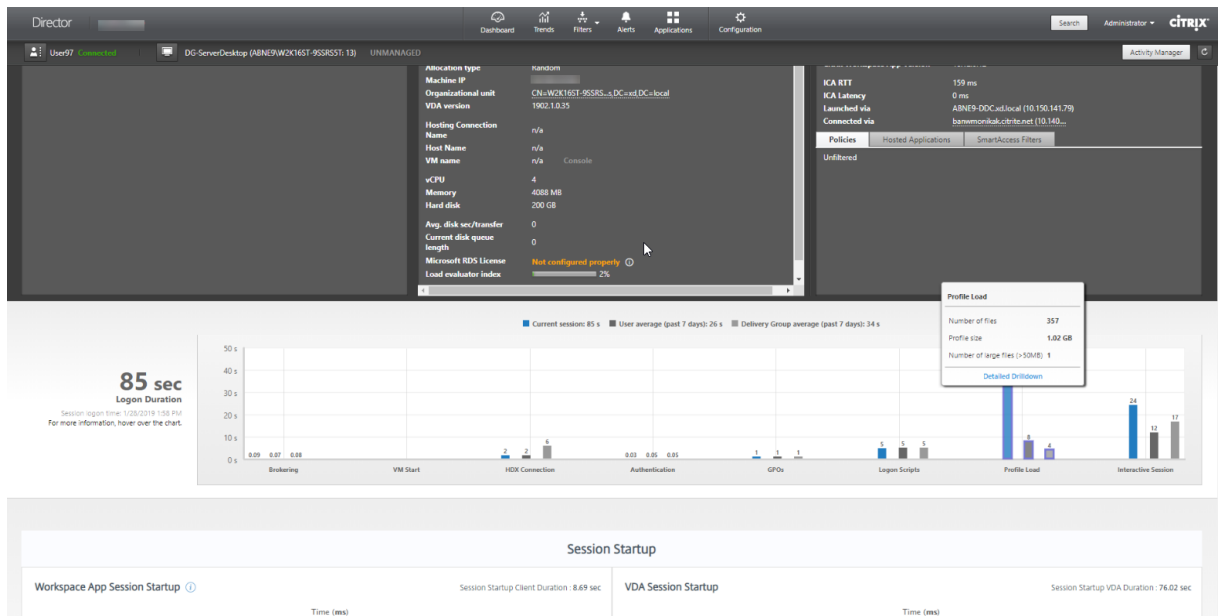 Director
Dashboard
Trends
Filters
Alerts
Applications
Configuration
Search
Administrator
CİTRIX
User97 Connected
DG-ServerDesktop (ABNE9\W2K16ST-9SSRS5T: 13)
UNMANAGED
Activity Manager
Allocation type Random
Machine IP
Organizational unit CN=W2K16ST-9SSRS...s,DC=xd,DC=local
VDA version 1902.1.0.35
Hosting Connection
Name n/a
Host Name n/a
VM name n/a Console
vCPU 4
Memory 4088 MB
Hard disk 200 GB
Avg. disk sec/transfer 0
Current disk queue
length 0
Microsoft RDS License Not configured properly
Load evaluator index 2%
ICA RTT 159 ms
ICA Latency 0 ms
Launched via ABNE9-DDC.xd.local (10.150.141.79)
Connected via banwmonikak.citrite.net (10.140....
Policies
Hosted Applications
SmartAccess Filters
Unfiltered
Profile Load
Number of files 357
Profile size 1.02 GB
Number of large files (>50MB) 1
Detailed Drilldown
Current session: 85 s
User average (past 7 days): 26 s
Delivery Group average (past 7 days): 34 s
85 sec
Logon Duration
Session logon time: 1/28/2019 1:58 PM
For more information, hover over the chart.
50 s
40 s
30 s
20 s
10 s
0 s
0.09 0.07 0.08
2 2 6
0.03 0.05 0.05
1 1 1
5 5 5
8 4
24 12 17
Brokering
VM Start
HDX Connection
Authentication
GPOs
Logon Scripts
Profile Load
Interactive Session
Session Startup
Workspace App Session Startup
Session Startup Client Duration : 8.69 sec
Time (ms)
VDA Session Startup
Session Startup VDA Duration : 76.02 sec
Time (ms)